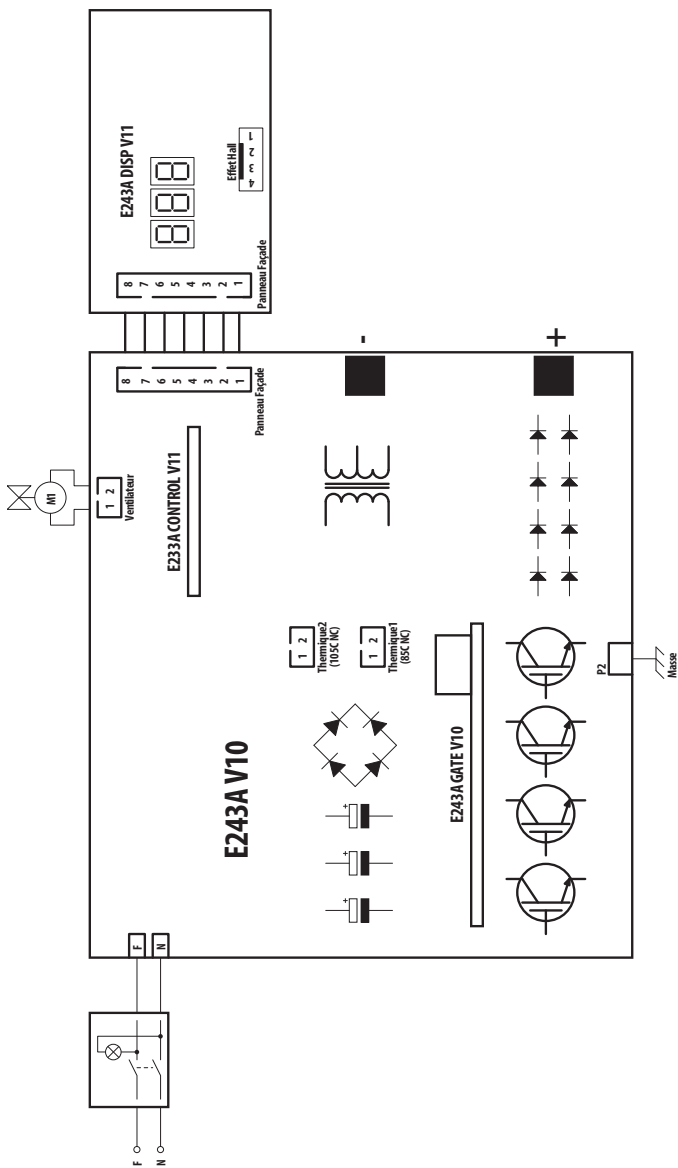 E243A DISP V11
Effet Hall
4 3 2 1
8
7
6
5
4
3
2
1
Panneau Façade
8
7
6
5
4
3
2
1
Panneau Façade
-
+
M1
1 2
Ventilateur
E233A CONTROL V11
1 2
Thermique2
(105C NC)
1 2
Thermique1
(85C NC)
E243A V10
+
+
+
E243A GATE V10
P2
Masse
F
N
F
N